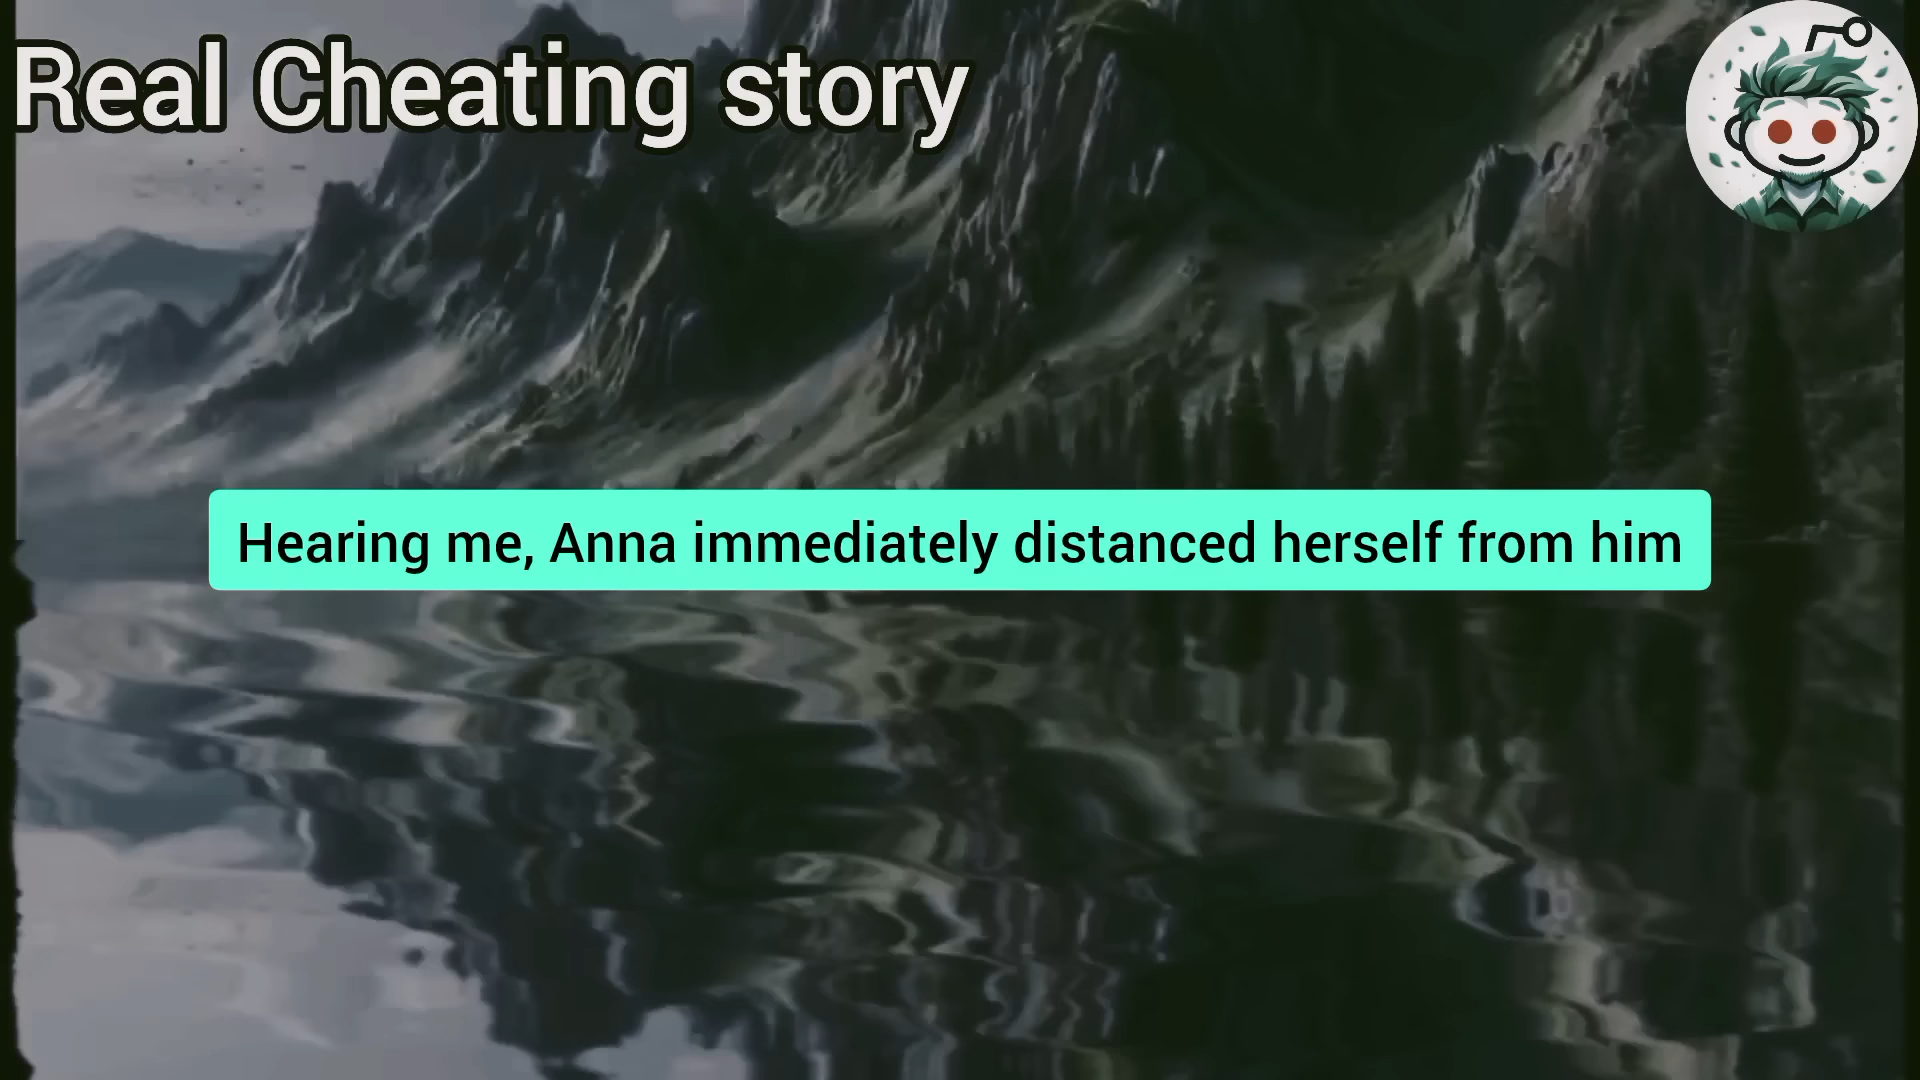 Real Cheating story
Hearing me, Anna immediately distanced herself from him